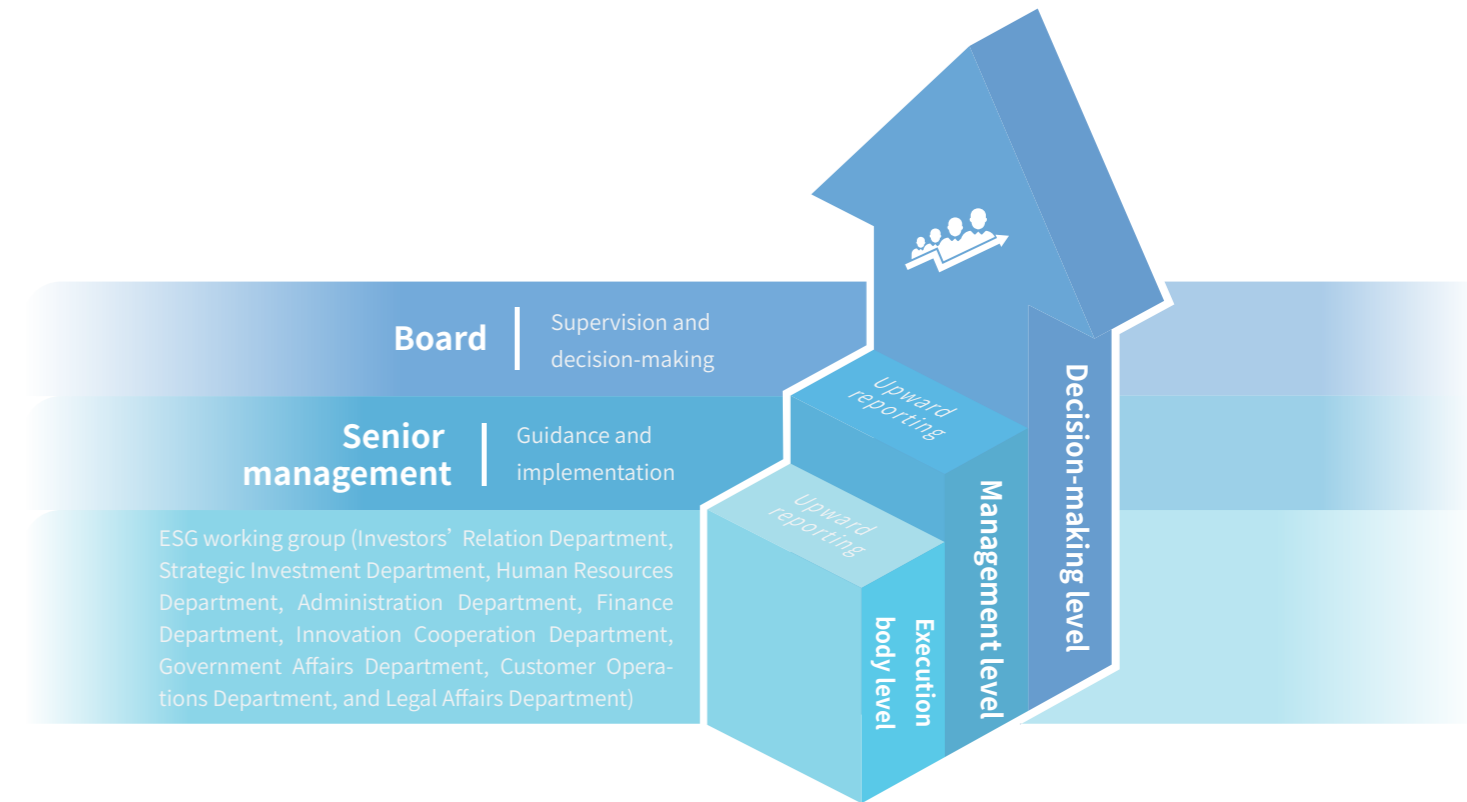 Board
Supervision and
decision-making
Senior
management
Guidance and
implementation
ESG working group (Investors’ Relation Department,
Strategic Investment Department, Human Resources
Department, Administration Department, Finance
Department, Innovation Cooperation Department,
Government Affairs Department, Customer Opera-
tions Department, and Legal Affairs Department)
Upward
reporting
Upward
reporting
Decision-making level
Management level
Execution
body level